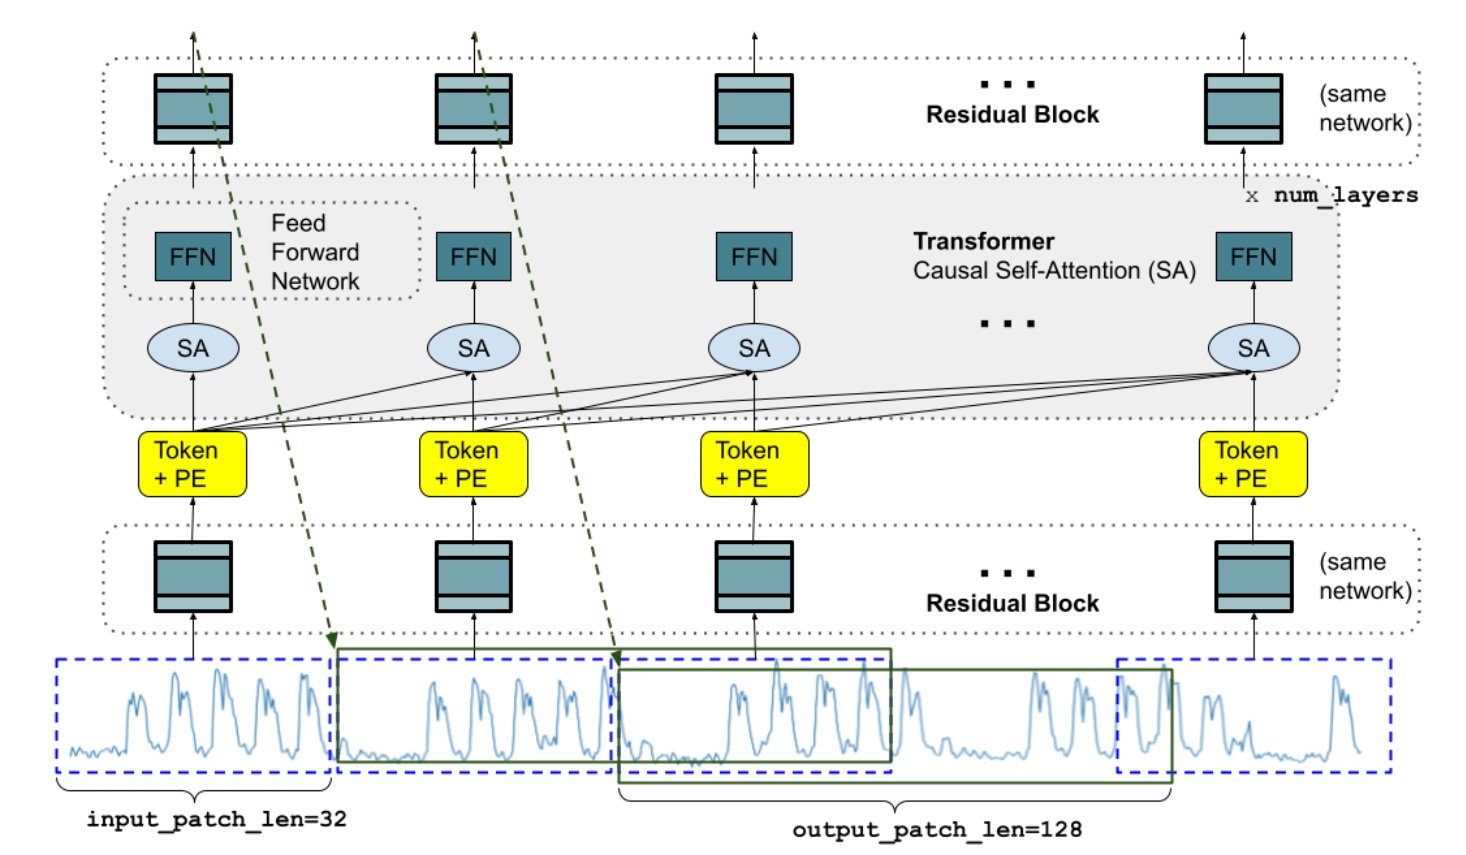 (same
network)
Residual Block
x num_layers
Feed
Forward
Network
FFN
FFN
FFN
FFN
Transformer
Causal Self-Attention (SA)
SA
SA
SA
SA
Token
+ PE
Token
+ PE
Token
+ PE
Token
+ PE
(same
network)
Residual Block
input_patch_len=32
output_patch_len=128